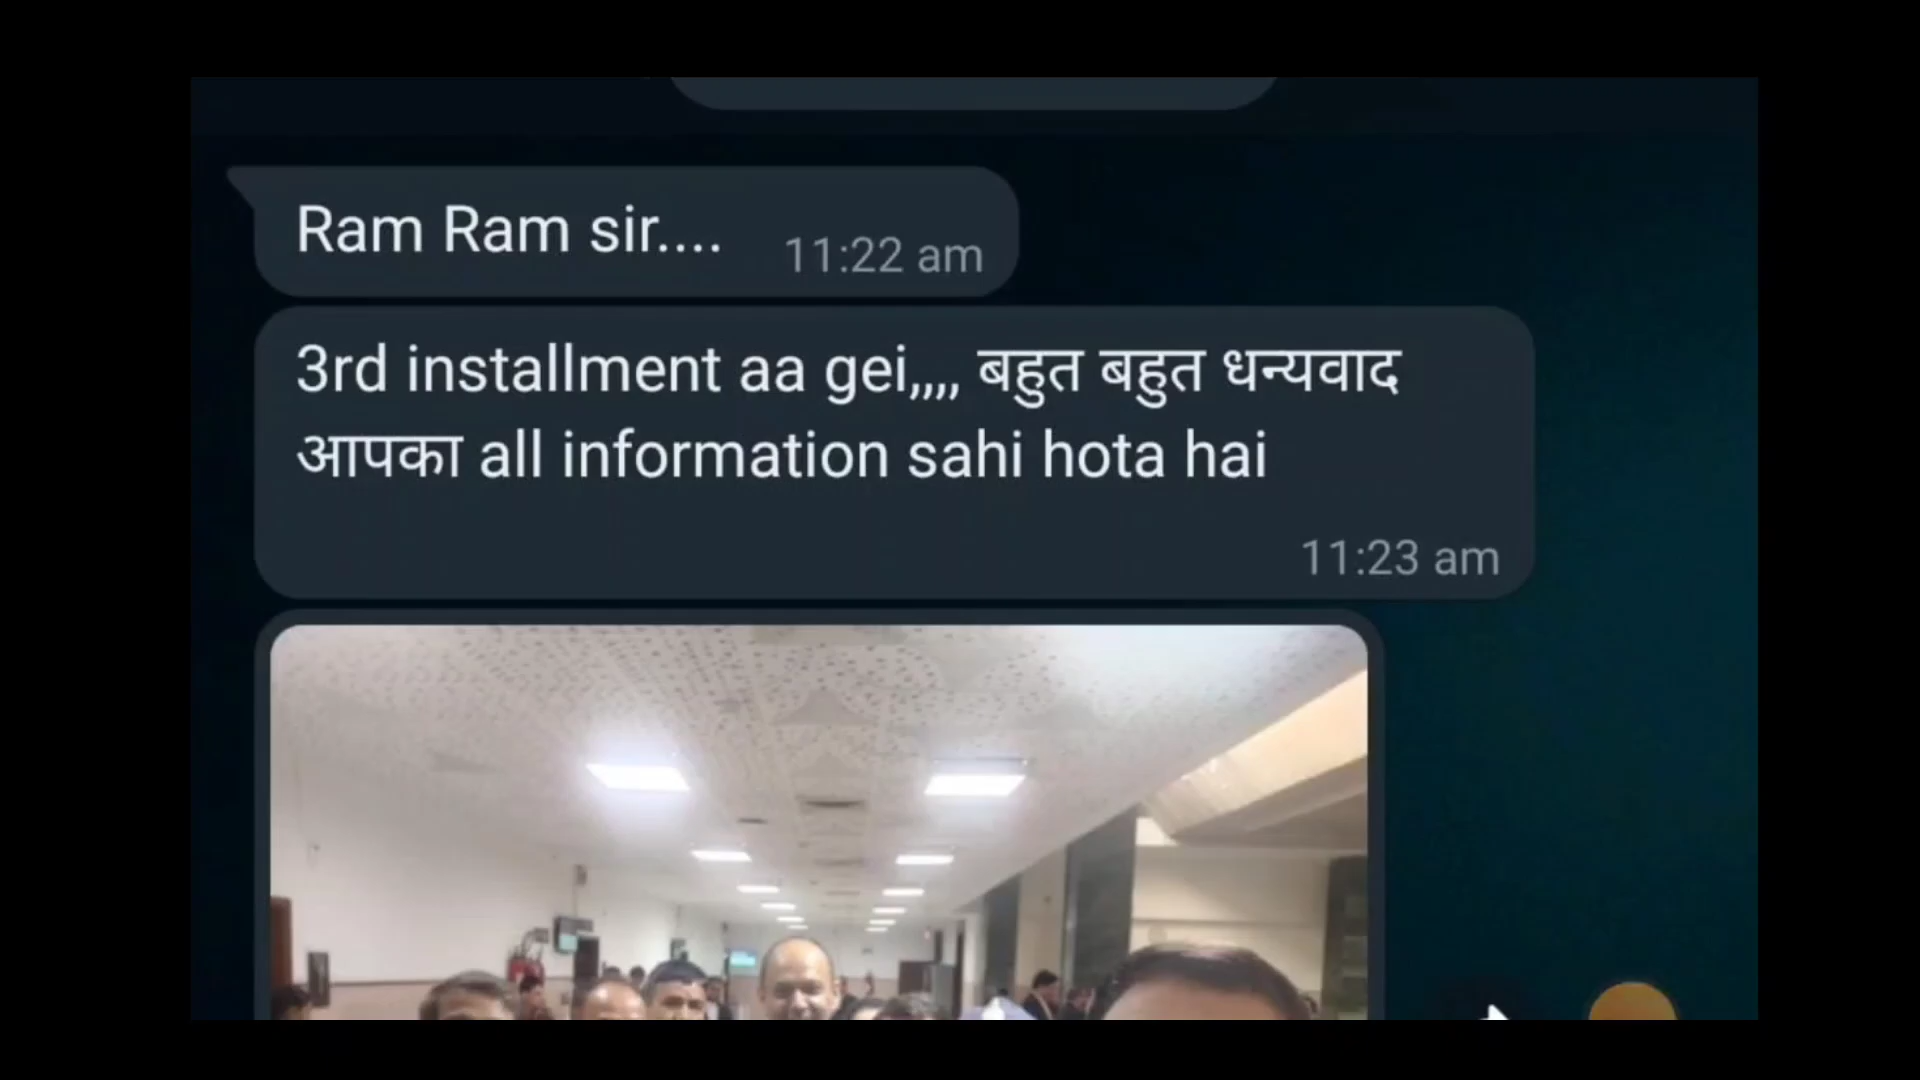 Ram Ram sir....
11:22 am
3rd installment aa gei,,,, बहुत बहुत धन्यवाद
आपका all information sahi hota hai
11:23 am